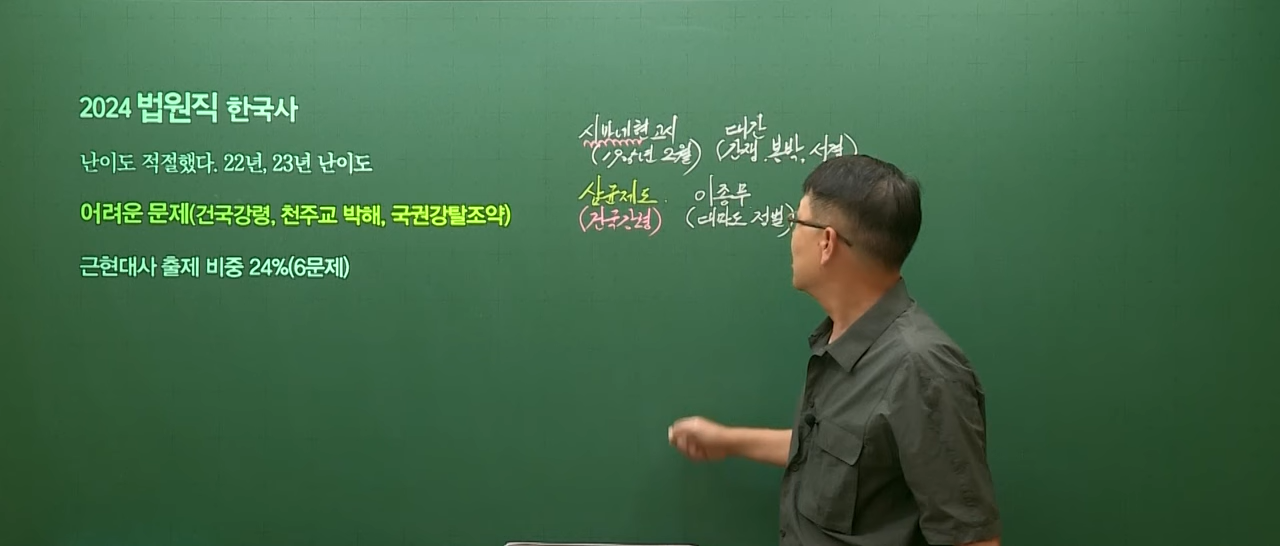 2024 법원직 한국사
난이도 적절했다. 22년, 23년 난이도
어려운 문제(건국강령, 천주교 박해, 국권강탈조약)
근현대사 출제 비중 24%(6문제)
시마네현 고시 대간
(1905년 2월) (간쟁, 봉박, 서경)
삼균제도. 이종무
(건국강령) (대마도 정벌)